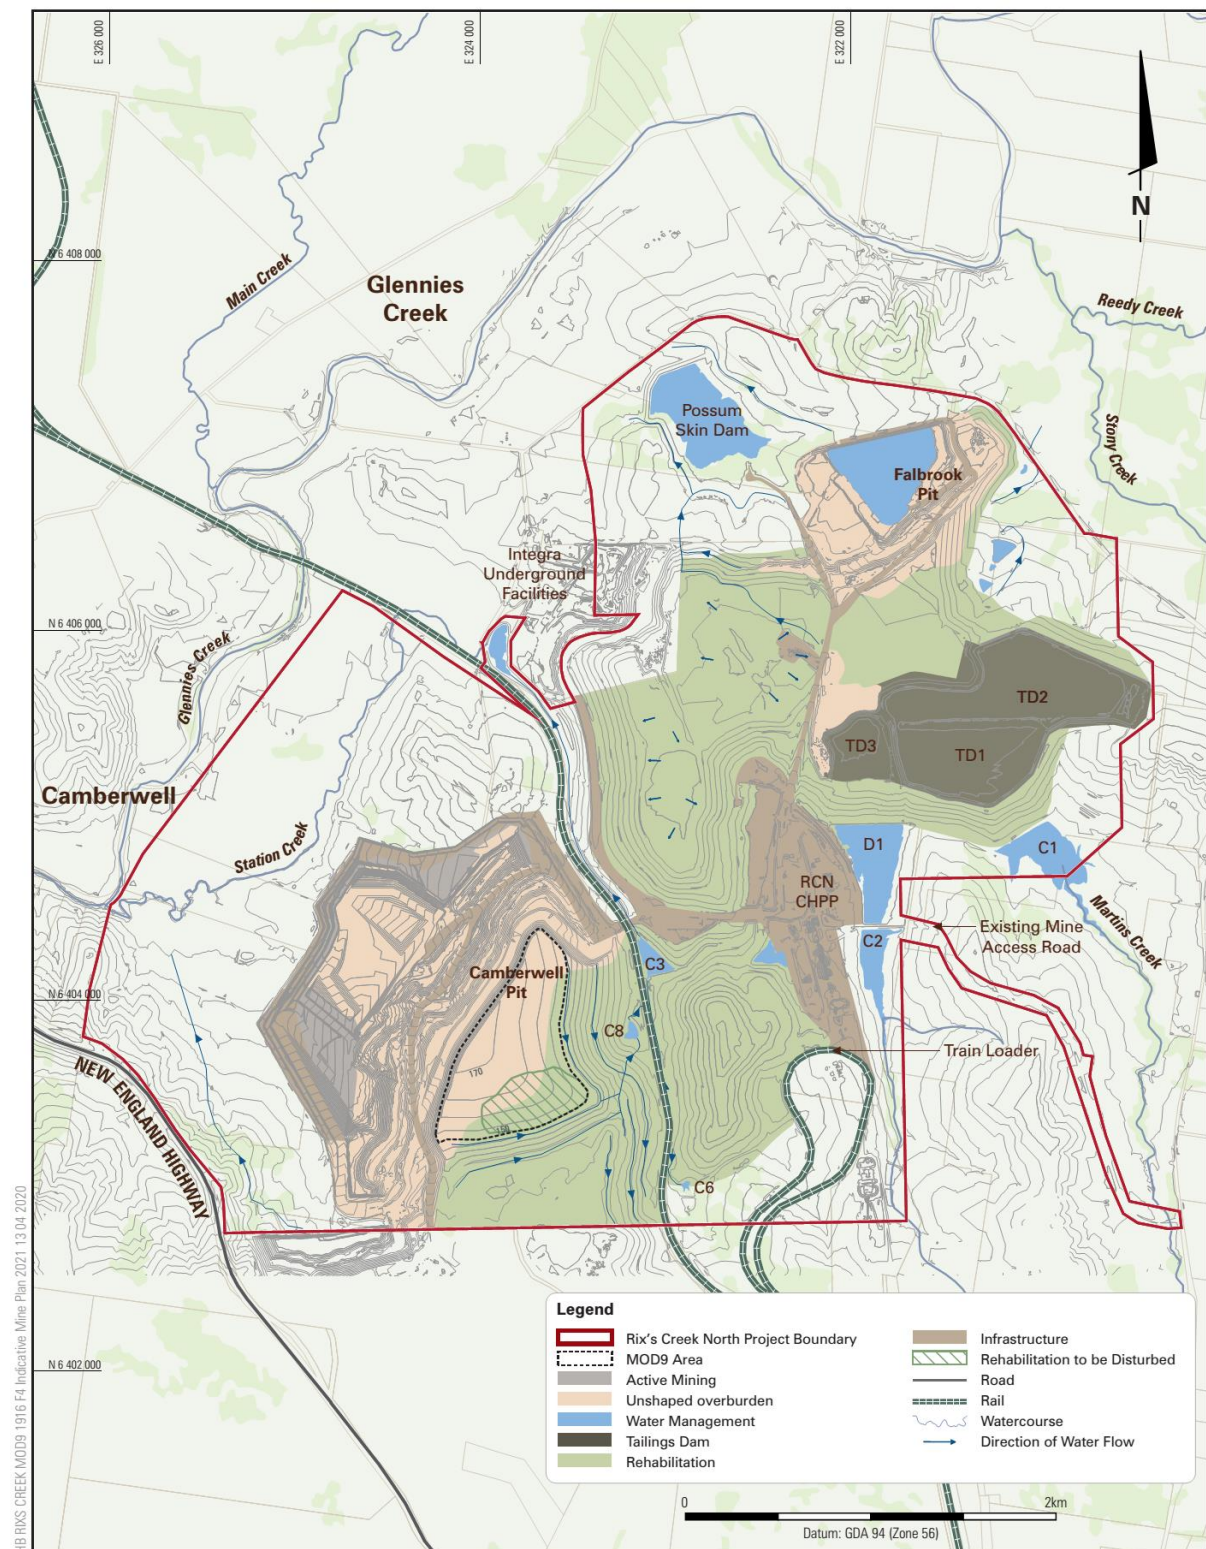 E 326 000
E 324 000
E 322 000
N
N 6 408 000
Main Creek
Glennies
Creek
Reedy Creek
Stony Creek
Possum
Skin Dam
Falbrook
Pit
Integra
Underground
Facilities
N 6 406 000
Glennies Creek
TD2
TD3
TD1
Camberwell
Station Creek
D1
C1
RCN
CHPP
Martins Creek
Existing Mine
Access Road
C2
C3
Camberwell
Pit
N 6 404 000
C8
Train Loader
170
150
NEW ENGLAND HIGHWAY
C6
N 6 402 000
Legend
Rix's Creek North Project Boundary
MOD9 Area
Active Mining
Unshaped overburden
Water Management
Tailings Dam
Rehabilitation
Infrastructure
Rehabilitation to be Disturbed
Road
Rail
Watercourse
Direction of Water Flow
0 2km
Datum: GDA 94 (Zone 56)
HB RIXS CREEK MOD9 1916 F4 Indicative Mine Plan 2021 13 04 2020